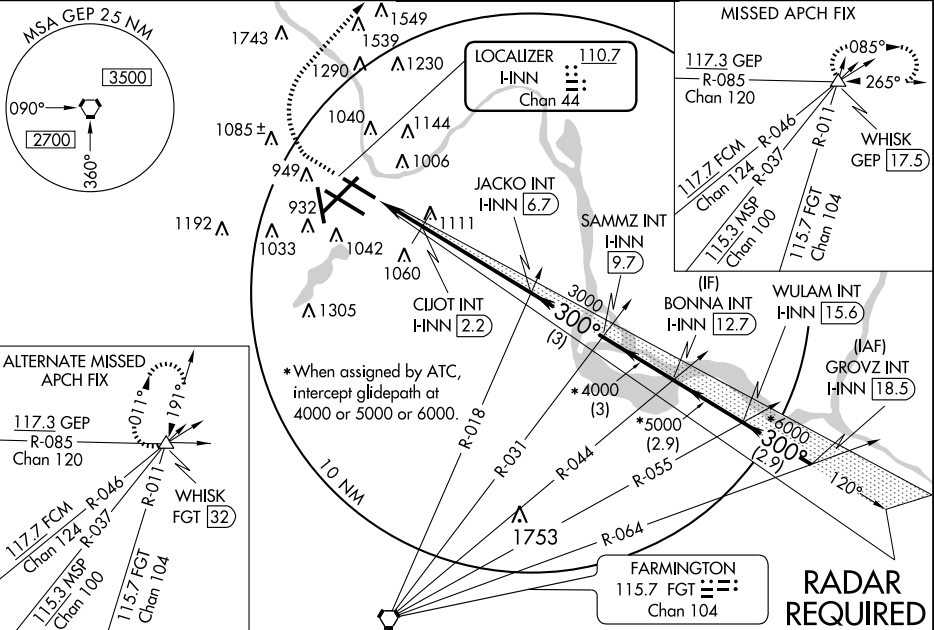 MSA GEP 25 NM
3500
090°
2700
360°
1743
1549
1539
1290
1230
1085 ±
1040
1144
1006
949
932
1192
1033
1042
1111
1060
1305
LOCALIZER 110.7
I-INN
Chan 44
MISSED APCH FIX
117.3 GEP
R-085
Chan 120
085°
265°
WHISK
GEP 17.5
117.7 FCM R-046
Chan 124
R-037
115.3 MSP
Chan 100
R-011
115.7 FGT
Chan 104
JACKO INT
I-INN 6.7
SAMMZ INT
I-INN
9.7
(IF)
BONNA INT
I-INN 12.7
WULAM INT
I-INN 15.6
(IAF)
GROVZ INT
I-INN 18.5
CIJOT INT
I-INN 2.2
3000
300°
(3)
*4000
(3)
*5000
(2.9)
*6000
300°
(2.9)
120°
*When assigned by ATC,
intercept glidepath at
4000 or 5000 or 6000.
10 NM
R-018
R-031
R-044
R-055
R-064
1753
FARMINGTON
115.7 FGT
Chan 104
RADAR
REQUIRED
ALTERNATE MISSED
APCH FIX
011°
191°
117.3 GEP
R-085
Chan 120
WHISK
FGT 32
117.7 FCM R-046
Chan 124
R-037
115.3 MSP
Chan 100
R-011
115.7 FGT
Chan 104